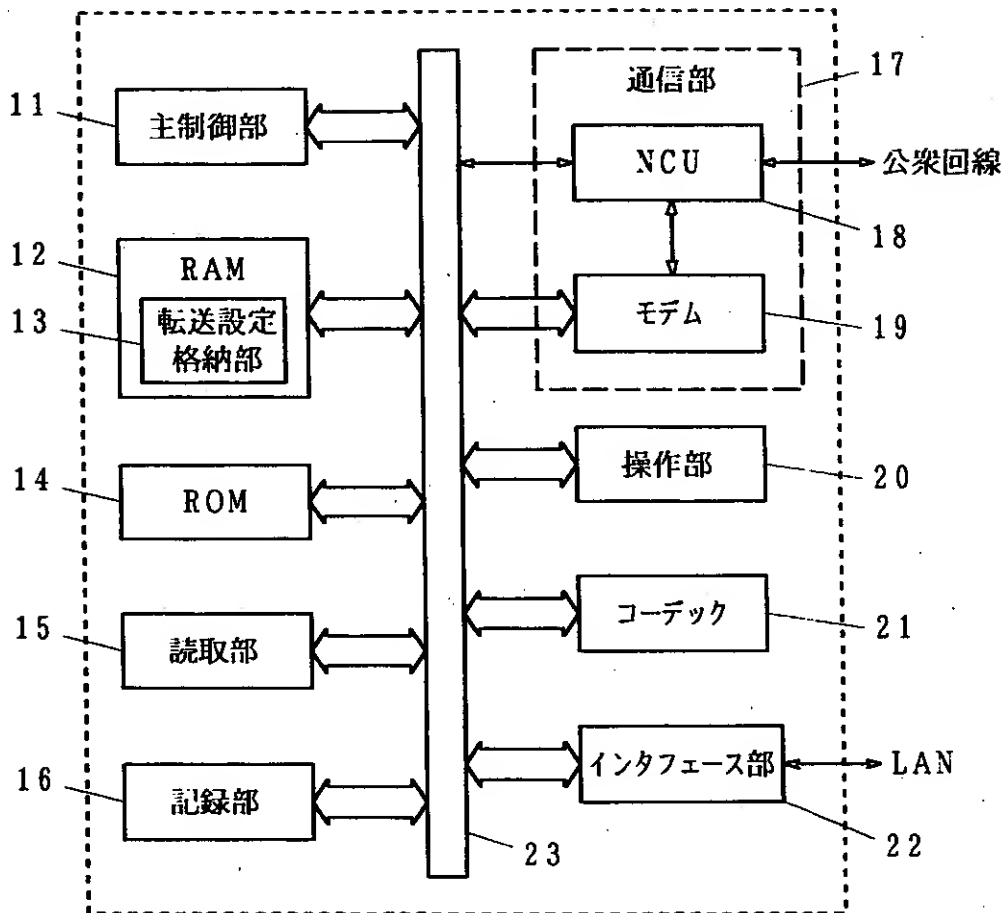 11
主制御部
12
RAM
13
転送設定
格納部
14
ROM
15
読取部
16
記録部
通信部
17
NCU
公衆回線
18
モデム
19
操作部
20
コーデック
21
インタフェース部
LAN
22
23